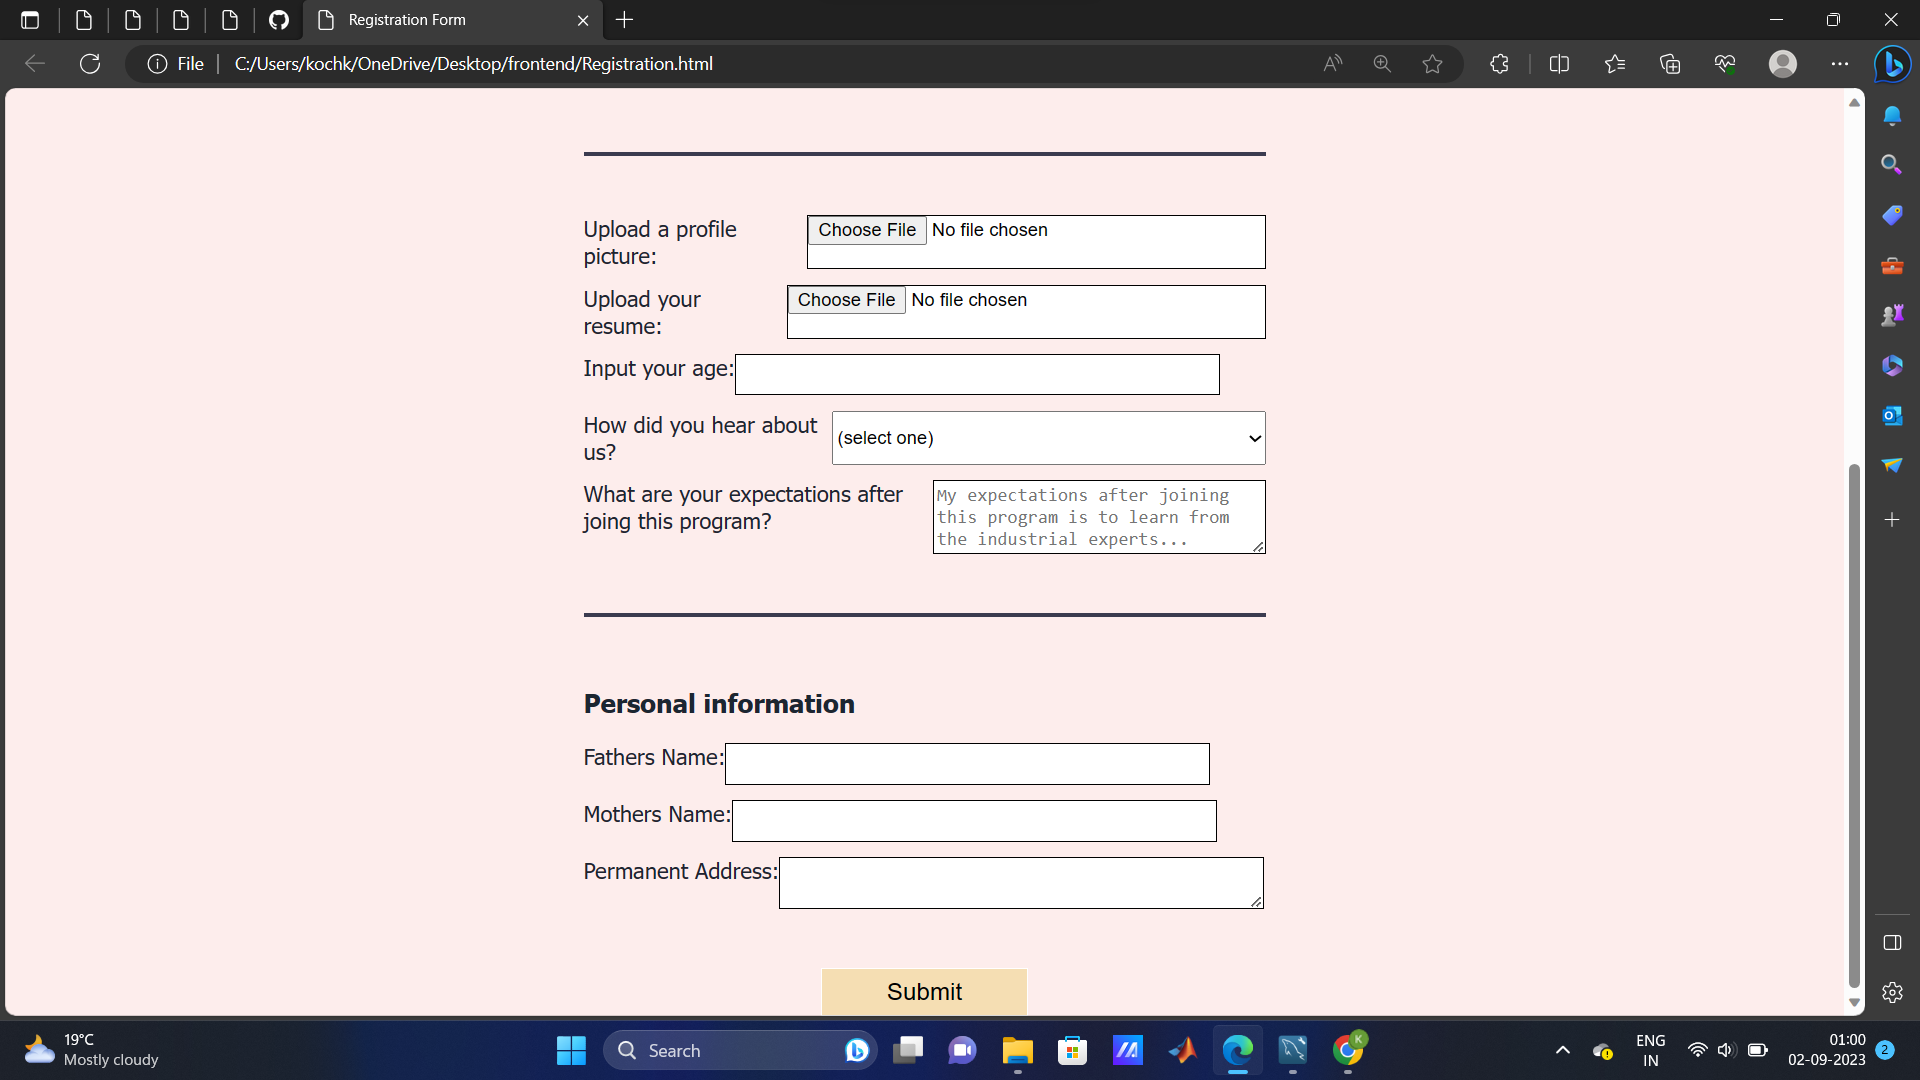 Registration Form
File
C:/Users/kochk/OneDrive/Desktop/frontend/Registration.html
Upload a profile
picture:
Choose File No file chosen
Upload your
resume:
Choose File No file chosen
Input your age:
How did you hear about
us?
(select one)
What are your expectations after
joing this program?
My expectations after joining
this program is to learn from
the industrial experts...
Personal information
Fathers Name:
Mothers Name:
Permanent Address:
Submit
19°C
Mostly cloudy
Search
K
ENG
IN
01:00
02-09-2023
2